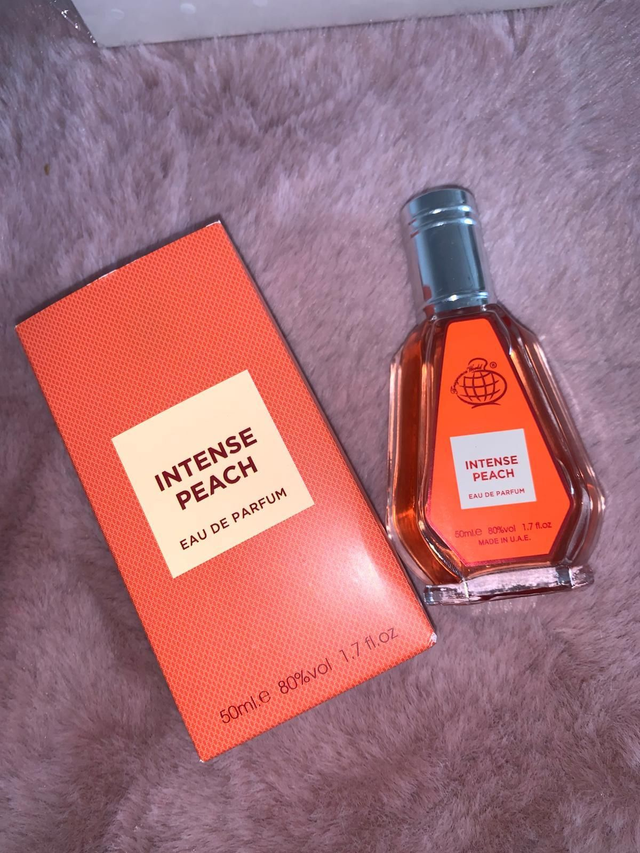 INTENSE
PEACH
EAU DE PARFUM
50ml.e 80%vol 1.7 fl.oz
INTENSE
PEACH
EAU DE PARFUM
50ml.e 80%vol 1.7 fl.oz
MADE IN U.A.E.